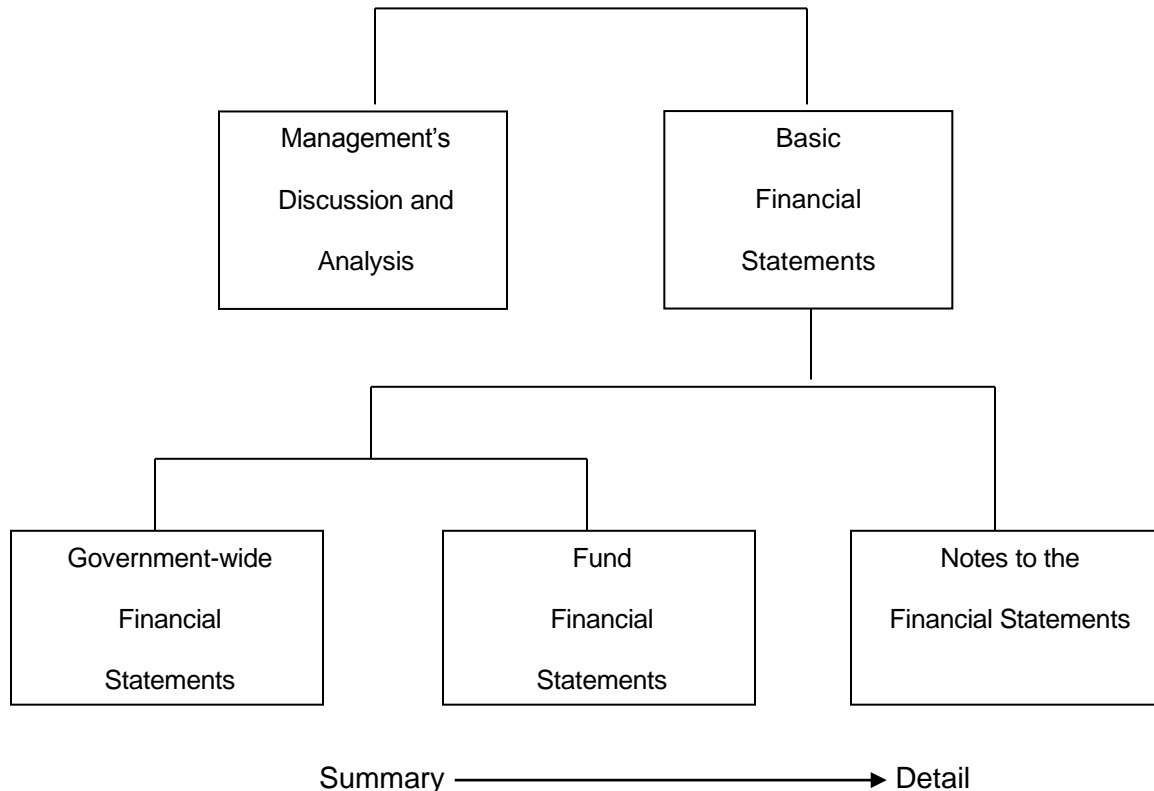 Management’s
Discussion and
Analysis
Basic
Financial
Statements
Government-wide
Financial
Statements
Fund
Financial
Statements
Notes to the
Financial Statements
Summary Detail